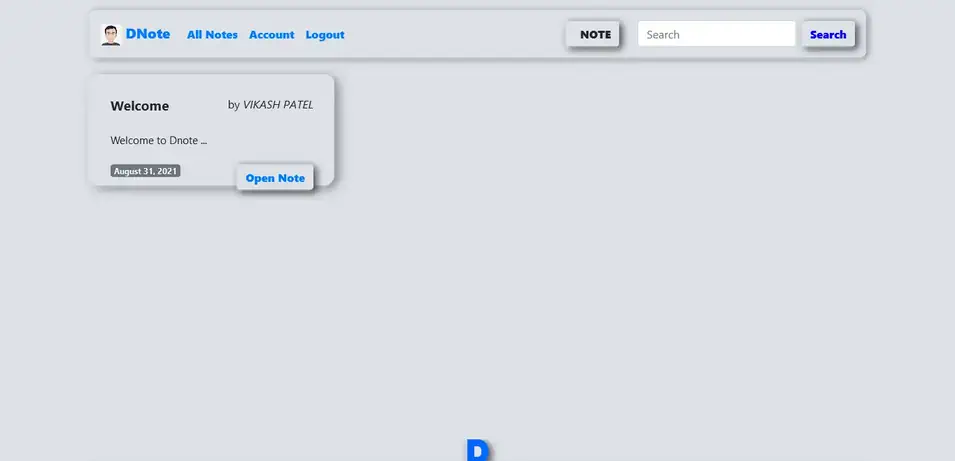 DNote All Notes Account Logout NOTE Search Search
Welcome by VIKASH PATEL
Welcome to Dnote ...
August 31, 2021
Open Note
D